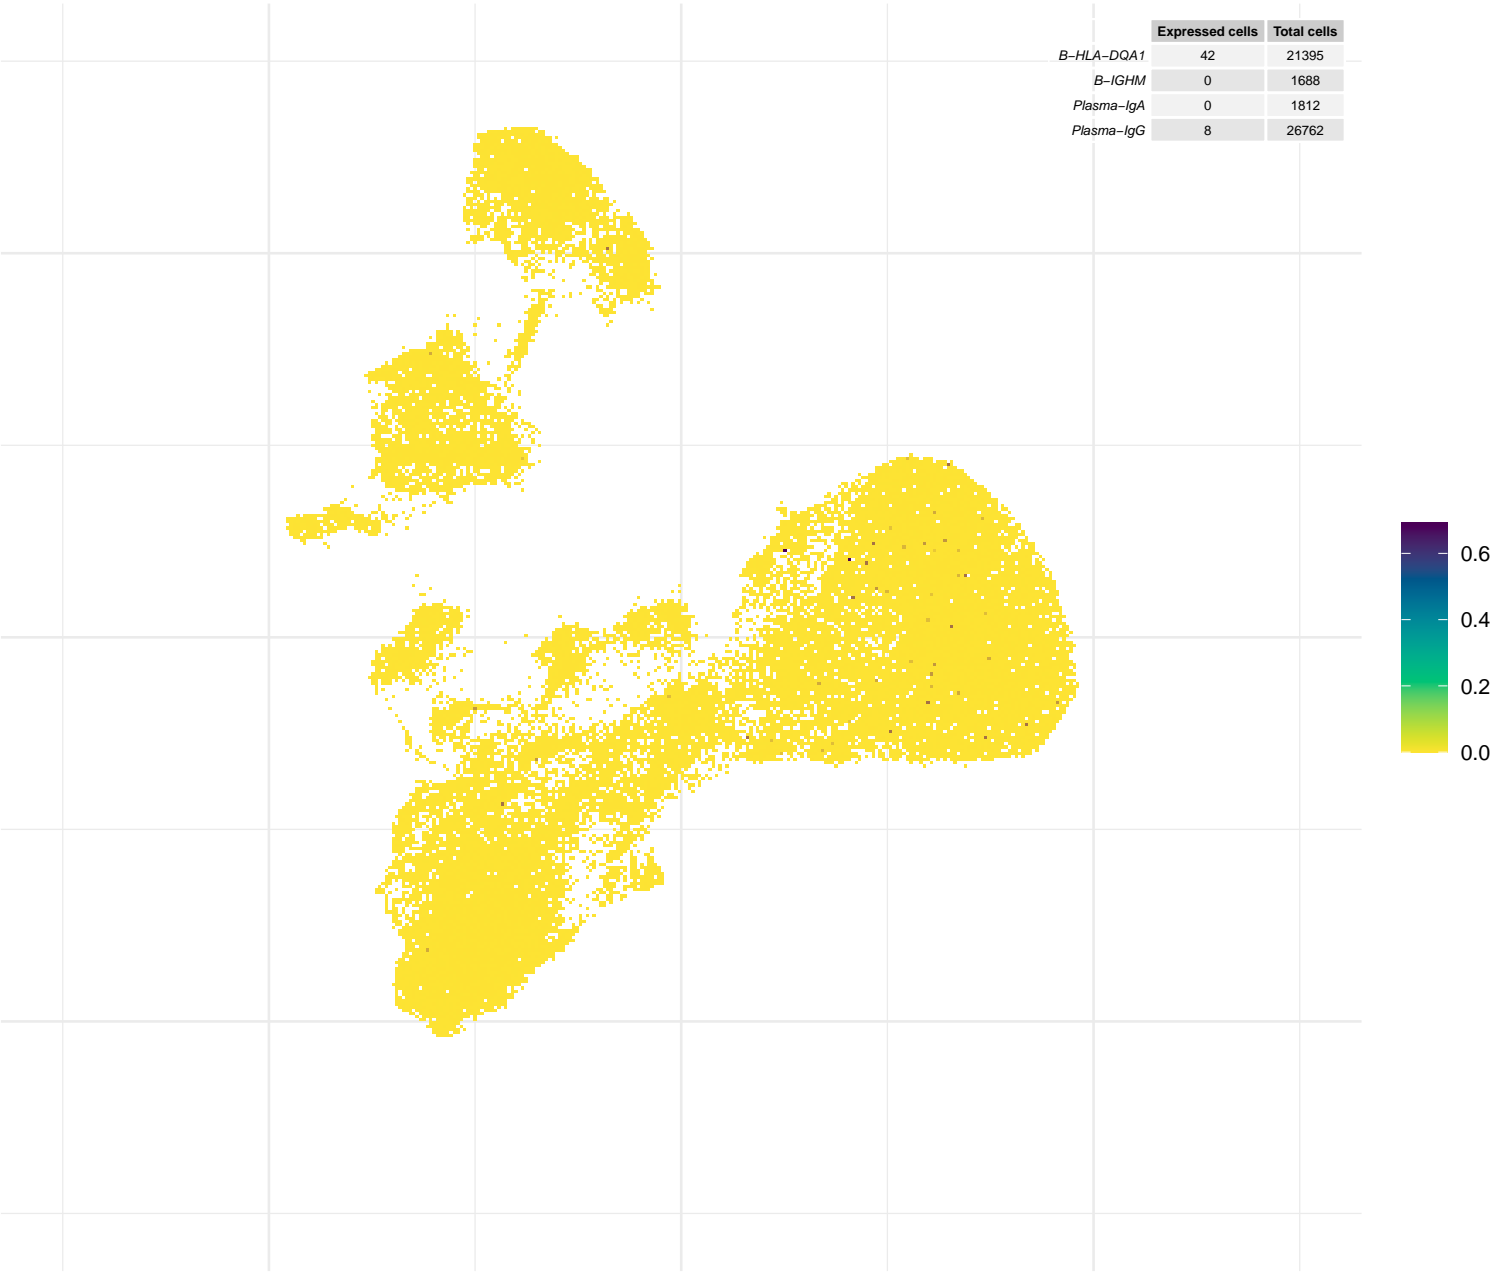 Expressed cells Total cells
B−HLA−DQA1 42 21395
B−IGHM 0 1688
Plasma−IgA 0 1812
Plasma−IgG 8 26762
0.6
0.4
0.2
0.0